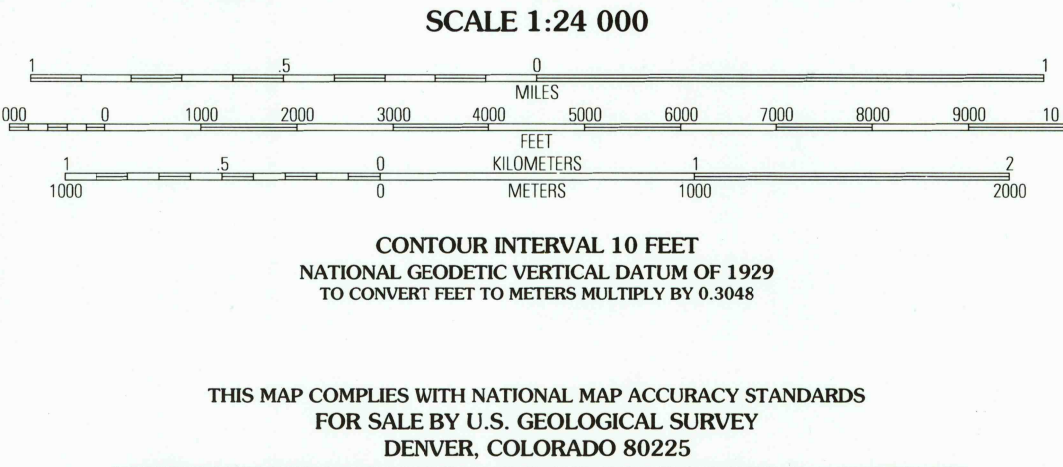 SCALE 1:24 000
1 .5 0 1
MILES
000 0 1000 2000 3000 4000 5000 6000 7000 8000 9000 10
FEET
1 .5 0 KILOMETERS 1 2
1000 0 METERS 1000 2000
CONTOUR INTERVAL 10 FEET
NATIONAL GEODETIC VERTICAL DATUM OF 1929
TO CONVERT FEET TO METERS MULTIPLY BY 0.3048
THIS MAP COMPLIES WITH NATIONAL MAP ACCURACY STANDARDS
FOR SALE BY U.S. GEOLOGICAL SURVEY
DENVER, COLORADO 80225